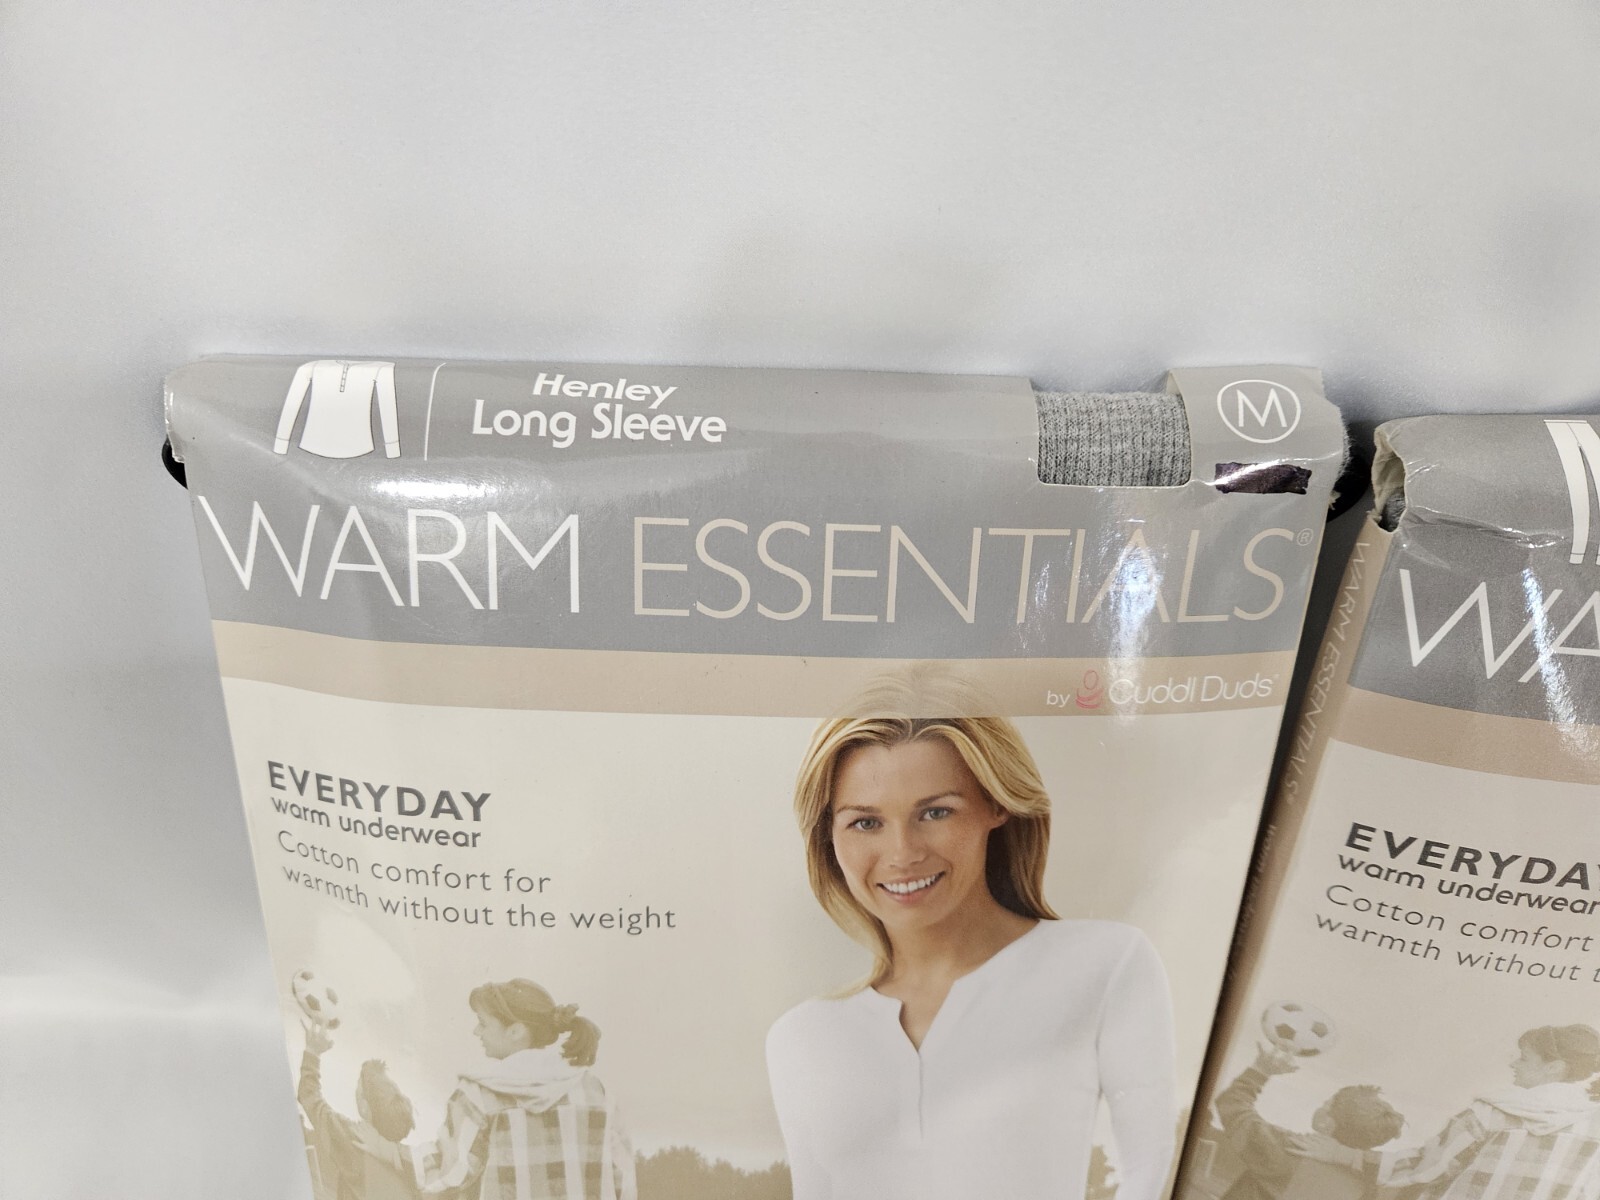 Henley
Long Sleeve
M
WARM ESSENTIALS®
by Cuddl Duds®
EVERYDAY
warm underwear
Cotton comfort for
warmth without the weight
WA
WARM ESSENTIALS®
EVERYDAY
warm underwear
Cotton comfort
warmth without t